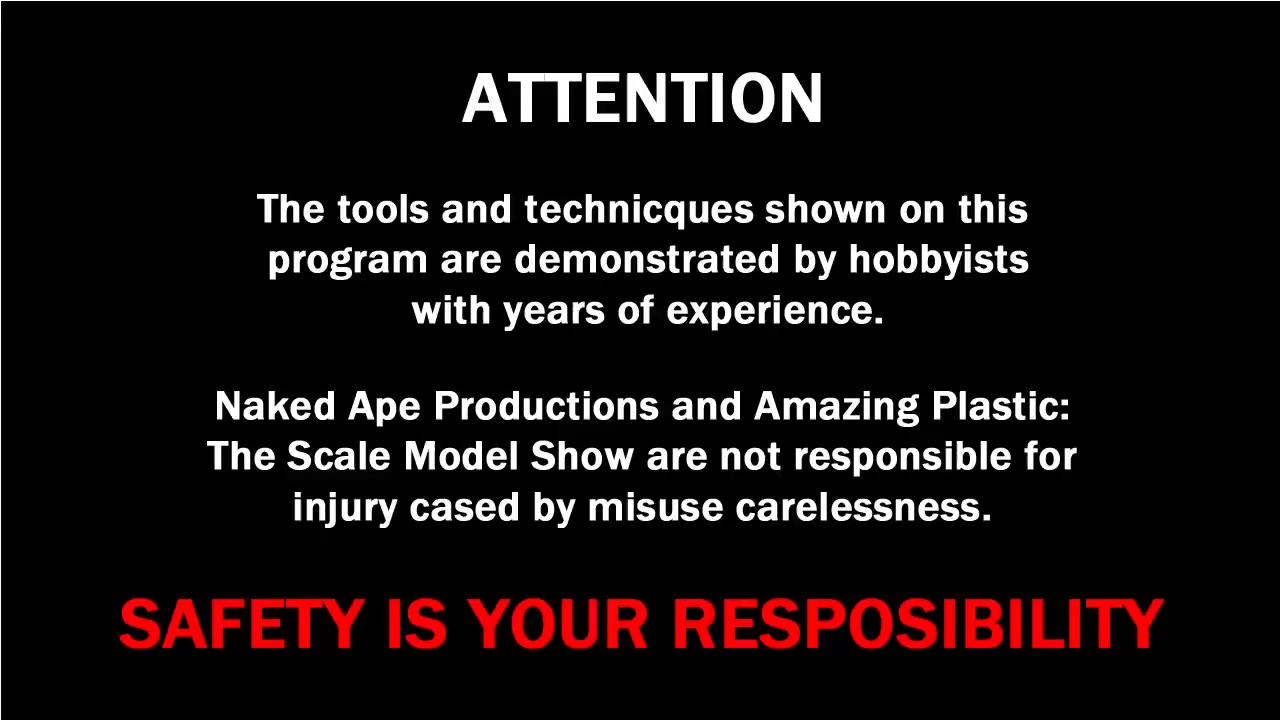 ATTENTION
The tools and technicques shown on this
program are demonstrated by hobbyists
with years of experience.
Naked Ape Productions and Amazing Plastic:
The Scale Model Show are not responsible for
injury cased by misuse carelessness.
SAFETY IS YOUR RESPOSIBILITY